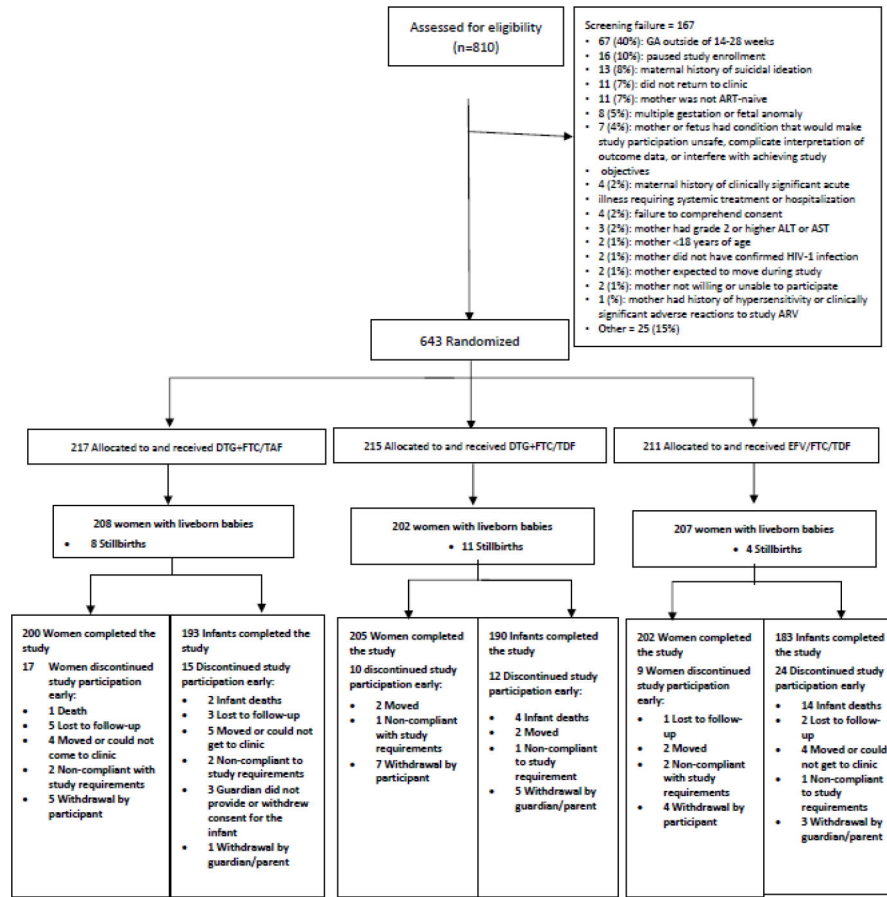 Assessed for eligibility
(n=810)
Screening failure = 167
• 67 (40%): GA outside of 14-28 weeks
• 16 (10%): paused study enrollment
• 13 (8%): maternal history of suicidal ideation
• 11 (7%): did not return to clinic
• 11 (7%): mother was not ART-naive
• 8 (5%): multiple gestation or fetal anomaly
• 7 (4%): mother or fetus had condition that would make
study participation unsafe, complicate interpretation of
outcome data, or interfere with achieving study
• objectives
• 4 (2%): maternal history of clinically significant acute
• illness requiring systemic treatment or hospitalization
• 4 (2%): failure to comprehend consent
• 3 (2%): mother had grade 2 or higher ALT or AST
• 2 (1%): mother <18 years of age
• 2 (1%): mother did not have confirmed HIV-1 infection
• 2 (1%): mother expected to move during study
• 2 (1%): mother not willing or unable to participate
• 1 (%): mother had history of hypersensitivity or clinically
significant adverse reactions to study ARV
• Other = 25 (15%)
643 Randomized
217 Allocated to and received DTG+FTC/TAF
215 Allocated to and received DTG+FTC/TDF
211 Allocated to and received EFV/FTC/TDF
208 women with liveborn babies
• 8 Stillbirths
202 women with liveborn babies
• 11 Stillbirths
207 women with liveborn babies
• 4 Stillbirths
200 Women completed the
study
17 Women discontinued
study participation
early:
• 1 Death
• 5 Lost to follow-up
• 4 Moved or could not
come to clinic
• 2 Non-compliant with
study requirements
• 5 Withdrawal by
participant
193 Infants completed the
study
15 Discontinued study
participation early:
• 2 Infant deaths
• 3 Lost to follow-up
• 5 Moved or could not
get to clinic
• 2 Non-compliant to
study requirements
• 3 Guardian did not
provide or withdrew
consent for the
infant
• 1 Withdrawal by
guardian/parent
205 Women completed
the study
10 discontinued study
participation early:
• 2 Moved
• 1 Non-compliant
with study
requirements
• 7 Withdrawal by
participant
190 Infants completed
the study
12 Discontinued study
participation early:
• 4 Infant deaths
• 2 Moved
• 1 Non-compliant
to study
requirement
• 5 Withdrawal by
guardian/parent
202 Women completed
the study
9 Women discontinued
study participation
early:
• 1 Lost to follow-
up
• 2 Moved
• 2 Non-compliant
with study
requirements
• 4 Withdrawal by
participant
183 Infants completed the
study
24 Discontinued study
participation early:
• 14 Infant deaths
• 2 Lost to follow-
up
• 4 Moved or could
not get to clinic
• 1 Non-compliant
to study
requirements
• 3 Withdrawal by
guardian/parent